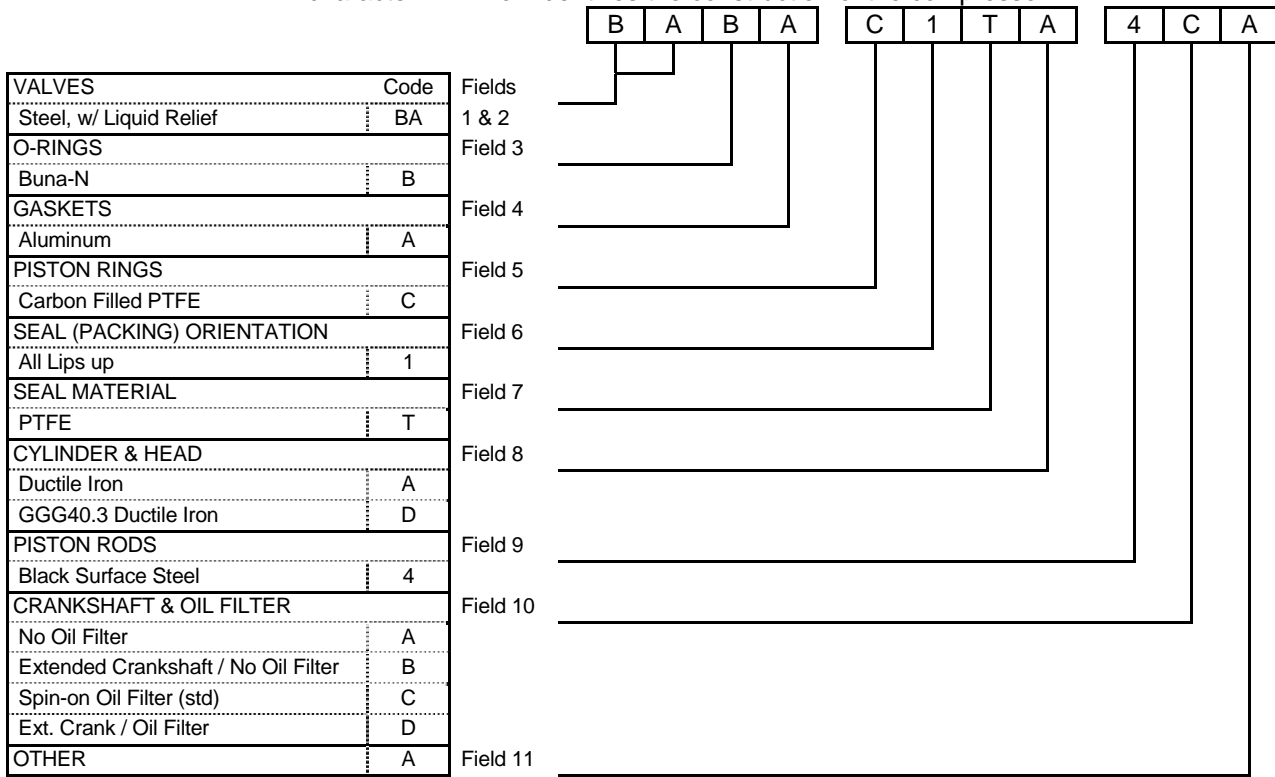 B A B A C 1 T A 4 C A
VALVES Code Fields
Steel, w/ Liquid Relief BA 1 & 2
O-RINGS Field 3
Buna-N B
GASKETS Field 4
Aluminum A
PISTON RINGS Field 5
Carbon Filled PTFE C
SEAL (PACKING) ORIENTATION Field 6
All Lips up 1
SEAL MATERIAL Field 7
PTFE T
CYLINDER & HEAD Field 8
Ductile Iron A
GGG40.3 Ductile Iron D
PISTON RODS Field 9
Black Surface Steel 4
CRANKSHAFT & OIL FILTER Field 10
No Oil Filter A
Extended Crankshaft / No Oil Filter B
Spin-on Oil Filter (std) C
Ext. Crank / Oil Filter D
OTHER A Field 11